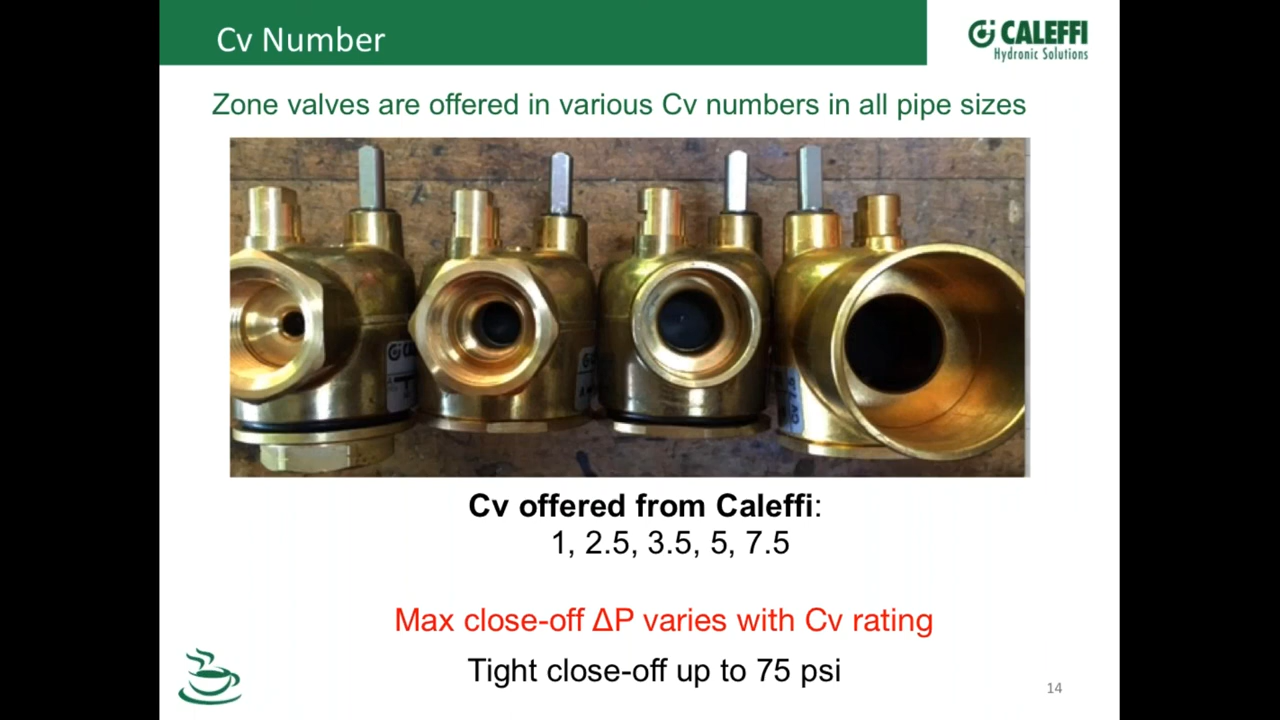 Cv Number
CALEFFI
Hydronic Solutions
Zone valves are offered in various Cv numbers in all pipe sizes
Cv offered from Caleffi:
1, 2.5, 3.5, 5, 7.5
Max close-off ΔP varies with Cv rating
Tight close-off up to 75 psi
14